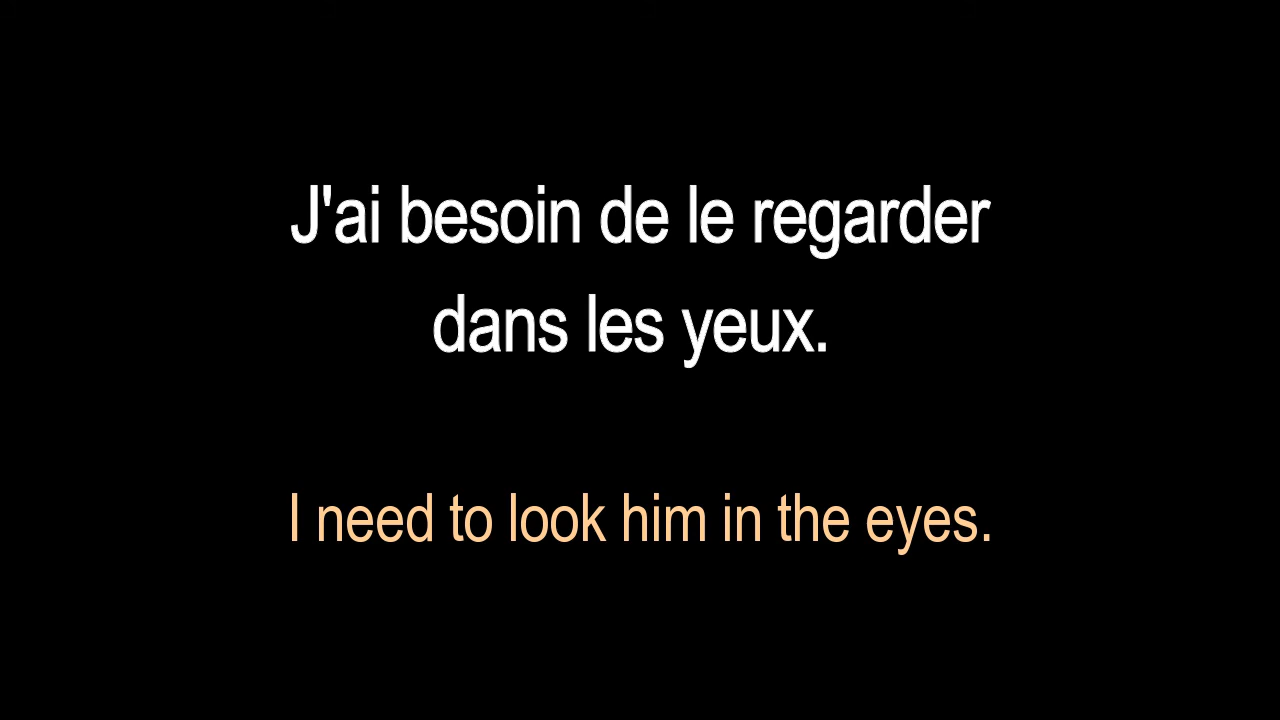 J'ai besoin de le regarder
dans les yeux.
I need to look him in the eyes.